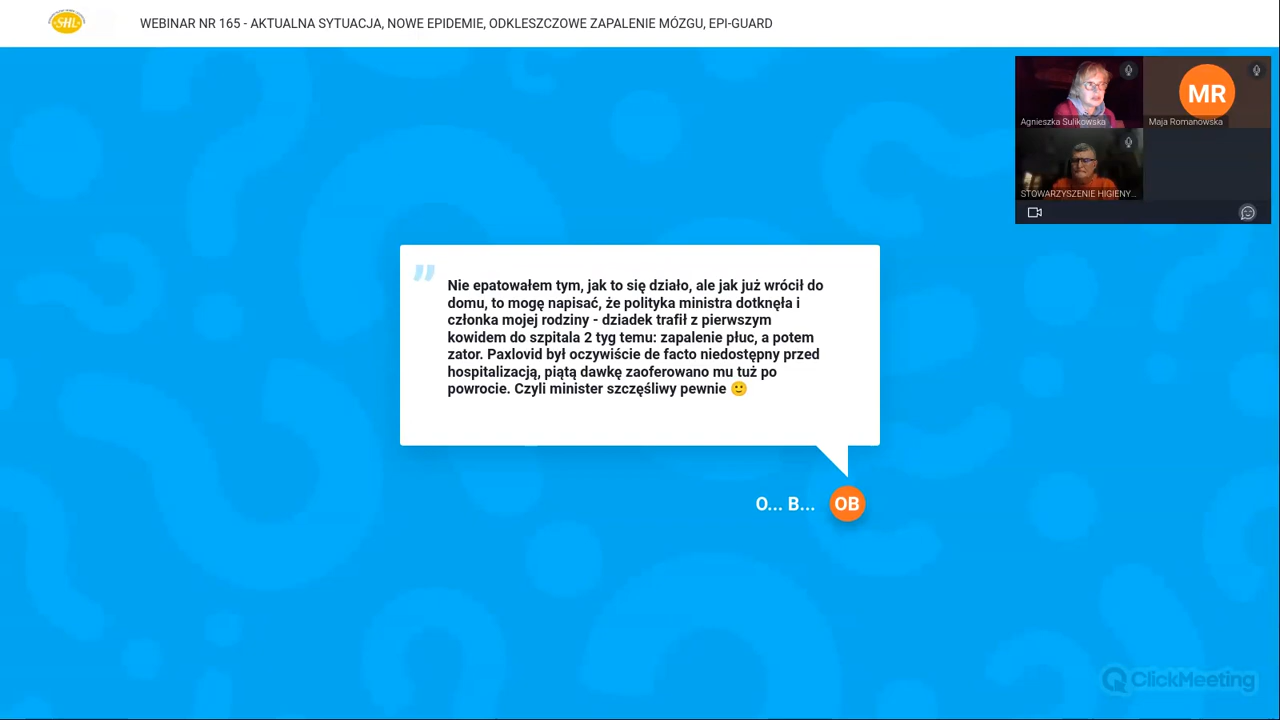 SHL
WEBINAR NR 165 - AKTUALNA SYTUACJA, NOWE EPIDEMIE, ODKLESZCZOWE ZAPALENIE MÓZGU, EPI-GUARD
MR
Agnieszka Sulikowska
Maja Romanowska
STOWARZYSZENIE HIGIENY...
Nie epatowałem tym, jak to się działo, ale jak już wrócił do
domu, to mogę napisać, że polityka ministra dotknęła i
członka mojej rodziny - dziadek trafił z pierwszym
kowidem do szpitala 2 tyg temu: zapalenie płuc, a potem
zator. Paxlovid był oczywiście de facto niedostępny przed
hospitalizacją, piątą dawkę zaoferowano mu tuż po
powrocie. Czyli minister szczęśliwy pewnie 🙂
O... B... OB
ClickMeeting